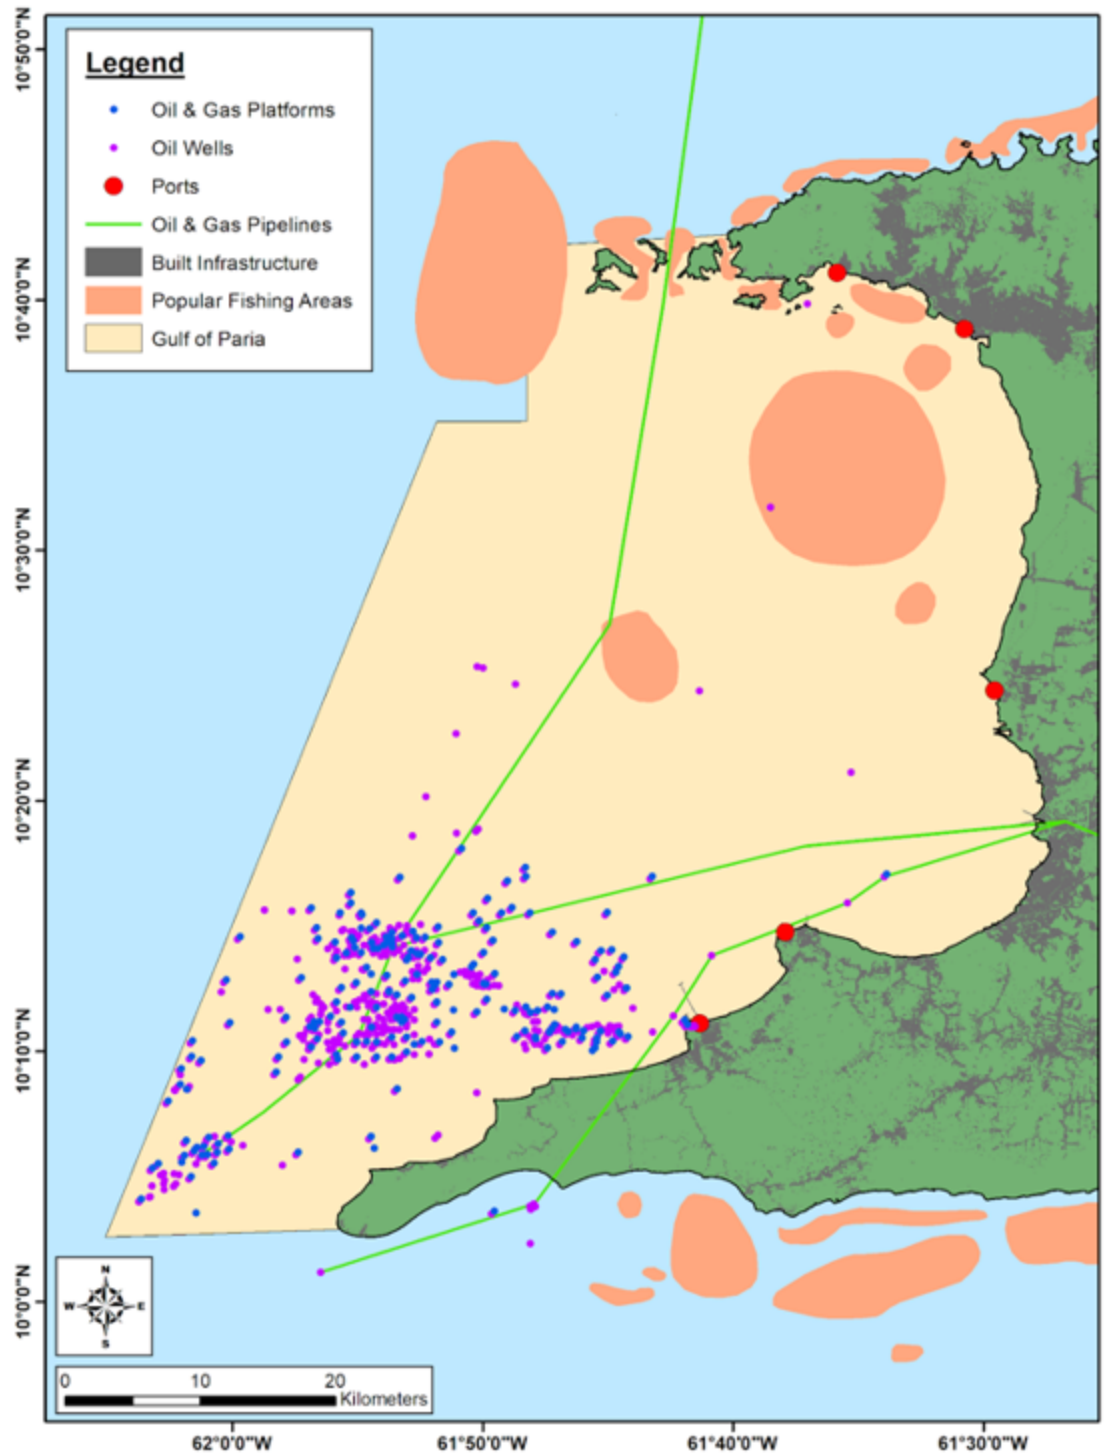 Legend
Oil & Gas Platforms
Oil Wells
Ports
Oil & Gas Pipelines
Built Infrastructure
Popular Fishing Areas
Gulf of Paria
10°50'0"N
10°40'0"N
10°30'0"N
10°20'0"N
10°10'0"N
10°0'0"N
N
W E
S
0 10 20
Kilometers
62°0'0"W 61°50'0"W 61°40'0"W 61°30'0"W